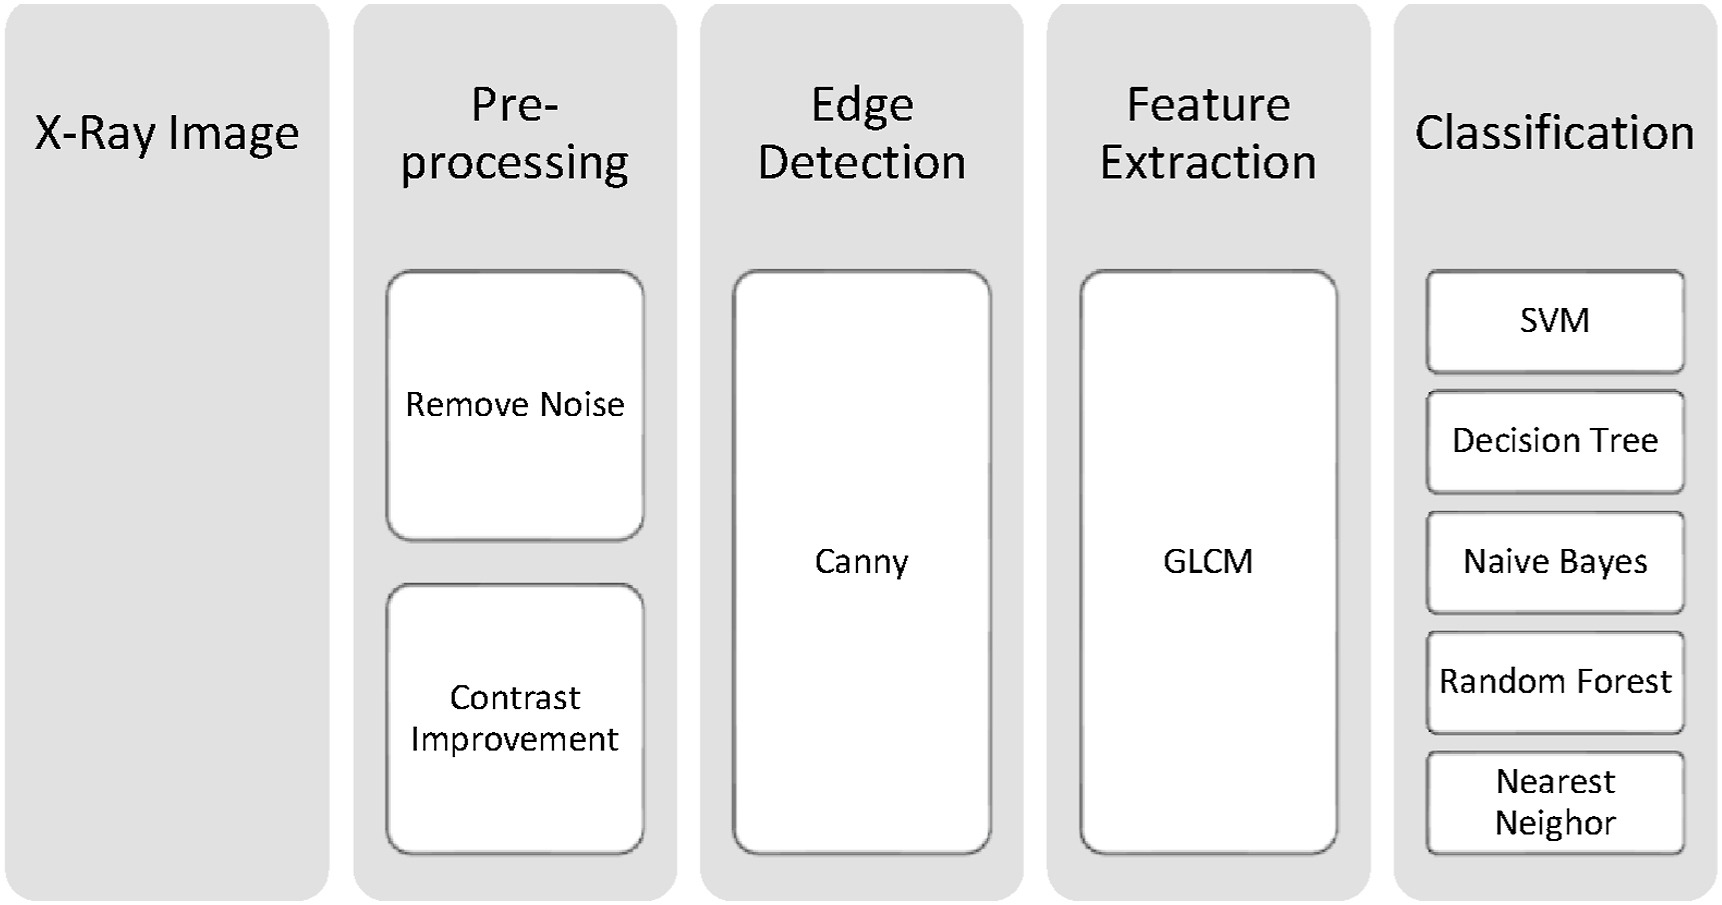 X-Ray Image
Pre-
processing
Remove Noise
Contrast
Improvement
Edge
Detection
Canny
Feature
Extraction
GLCM
Classification
SVM
Decision Tree
Naive Bayes
Random Forest
Nearest
Neighor